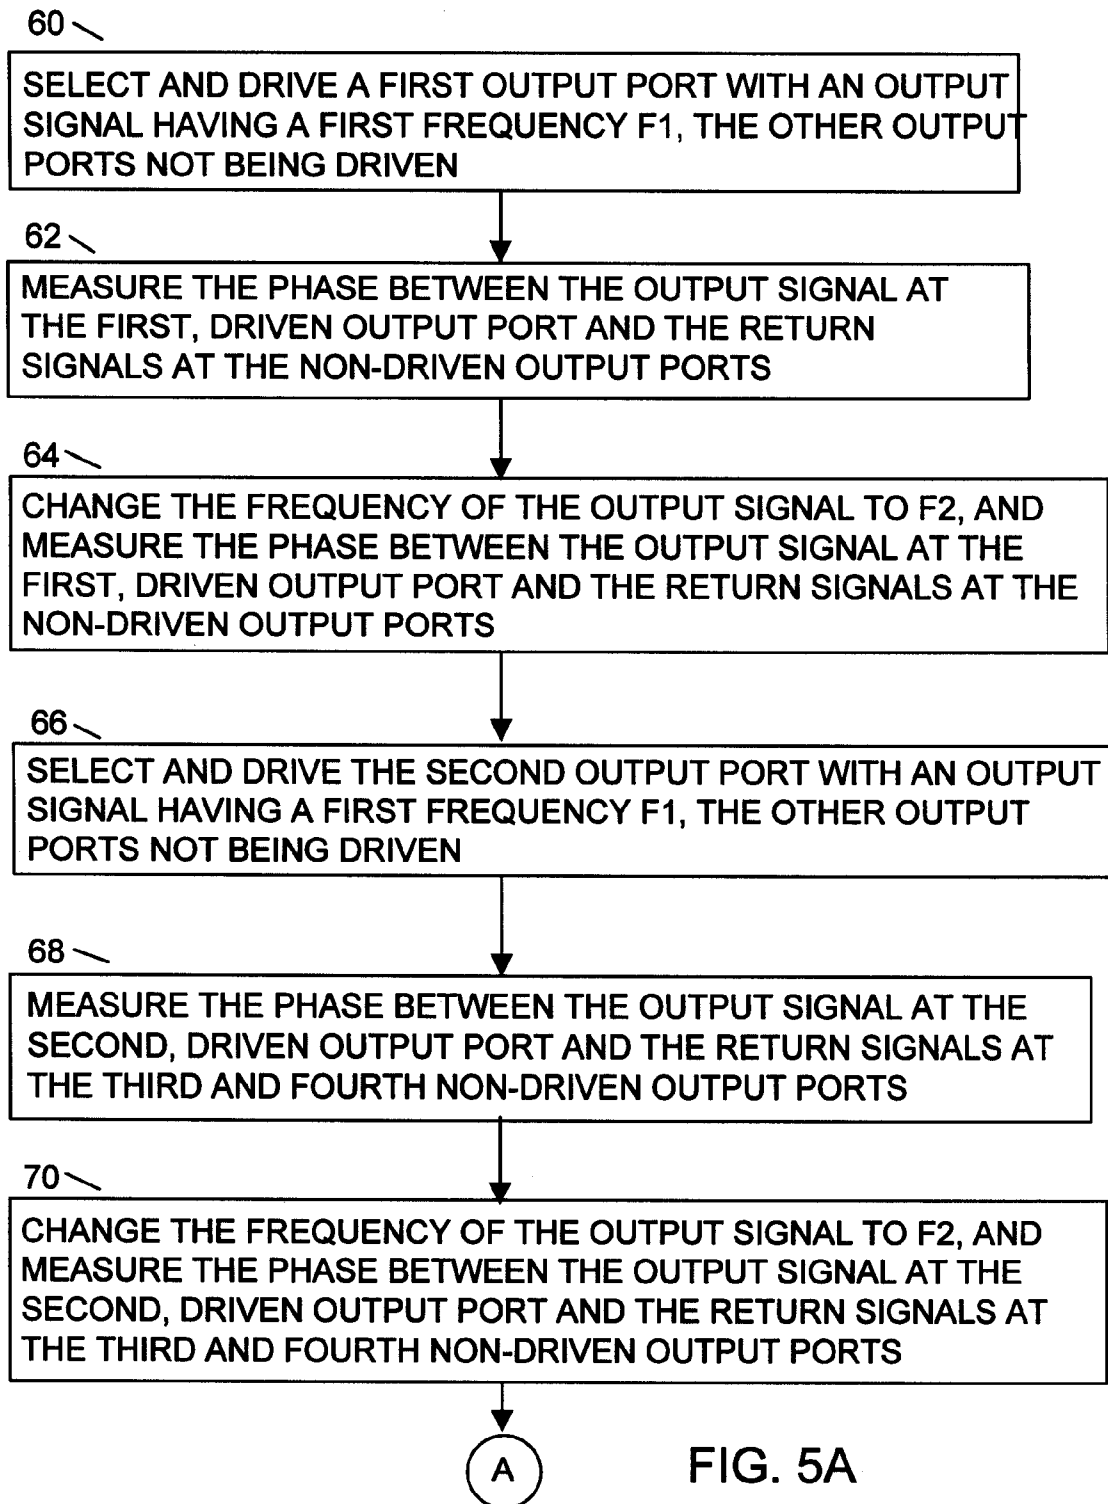 60
SELECT AND DRIVE A FIRST OUTPUT PORT WITH AN OUTPUT
SIGNAL HAVING A FIRST FREQUENCY F1, THE OTHER OUTPUT
PORTS NOT BEING DRIVEN
62
MEASURE THE PHASE BETWEEN THE OUTPUT SIGNAL AT
THE FIRST, DRIVEN OUTPUT PORT AND THE RETURN
SIGNALS AT THE NON-DRIVEN OUTPUT PORTS
64
CHANGE THE FREQUENCY OF THE OUTPUT SIGNAL TO F2, AND
MEASURE THE PHASE BETWEEN THE OUTPUT SIGNAL AT THE
FIRST, DRIVEN OUTPUT PORT AND THE RETURN SIGNALS AT THE
NON-DRIVEN OUTPUT PORTS
66
SELECT AND DRIVE THE SECOND OUTPUT PORT WITH AN OUTPUT
SIGNAL HAVING A FIRST FREQUENCY F1, THE OTHER OUTPUT
PORTS NOT BEING DRIVEN
68
MEASURE THE PHASE BETWEEN THE OUTPUT SIGNAL AT THE
SECOND, DRIVEN OUTPUT PORT AND THE RETURN SIGNALS AT
THE THIRD AND FOURTH NON-DRIVEN OUTPUT PORTS
70
CHANGE THE FREQUENCY OF THE OUTPUT SIGNAL TO F2, AND
MEASURE THE PHASE BETWEEN THE OUTPUT SIGNAL AT THE
SECOND, DRIVEN OUTPUT PORT AND THE RETURN SIGNALS AT
THE THIRD AND FOURTH NON-DRIVEN OUTPUT PORTS
A
FIG. 5A